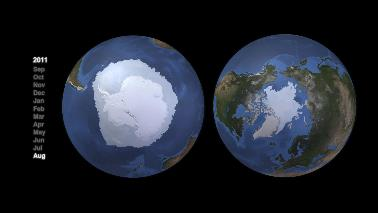 2011
Sep
Oct
Nov
Dec
Jan
Feb
Mar
Apr
May
Jun
Jul
Aug